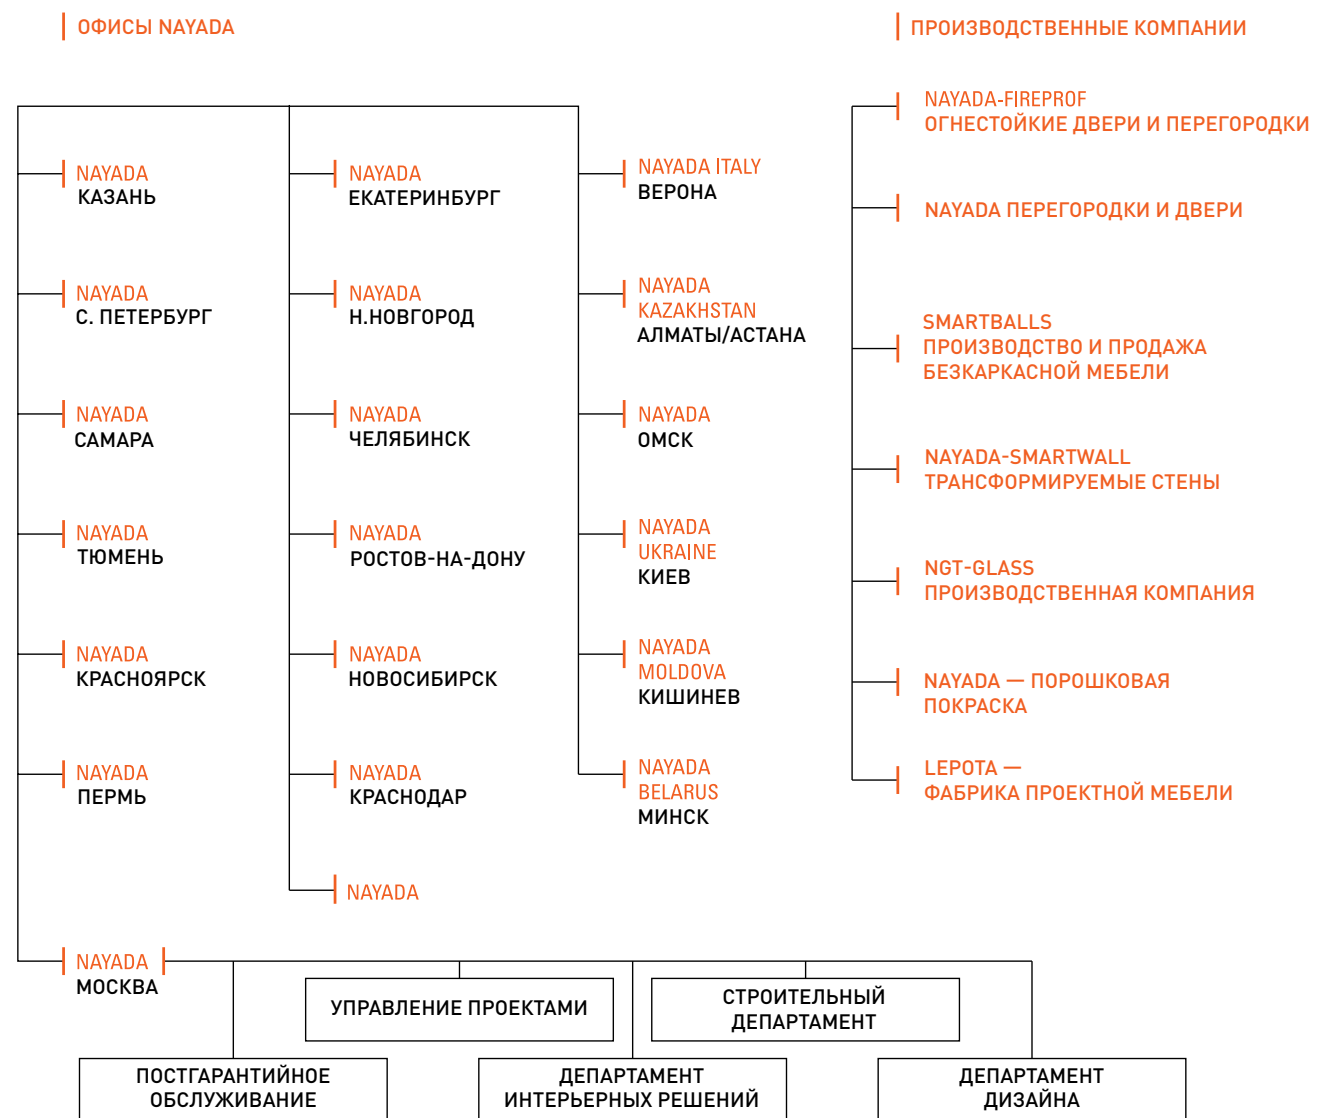 ОФИСЫ NAYADA
NAYADA
КАЗАНЬ
NAYADA
С. ПЕТЕРБУРГ
NAYADA
САМАРА
NAYADA
ТЮМЕНЬ
NAYADA
КРАСНОЯРСК
NAYADA
ПЕРМЬ
NAYADA
МОСКВА
NAYADA
ЕКАТЕРИНБУРГ
NAYADA
Н.НОВГОРОД
NAYADA
ЧЕЛЯБИНСК
NAYADA
РОСТОВ-НА-ДОНУ
NAYADA
НОВОСИБИРСК
NAYADA
КРАСНОДАР
NAYADA
NAYADA ITALY
ВЕРОНА
NAYADA
KAZAKHSTAN
АЛМАТЫ/АСТАНА
NAYADA
ОМСК
NAYADA
UKRAINE
КИЕВ
NAYADA
MOLDOVA
КИШИНЕВ
NAYADA
BELARUS
МИНСК
ПРОИЗВОДСТВЕННЫЕ КОМПАНИИ
NAYADA-FIREPROF
ОГНЕСТОЙКИЕ ДВЕРИ И ПЕРЕГОРОДКИ
NAYADA ПЕРЕГОРОДКИ И ДВЕРИ
SMARTBALLS
ПРОИЗВОДСТВО И ПРОДАЖА
БЕЗКАРКАСНОЙ МЕБЕЛИ
NAYADA-SMARTWALL
ТРАНСФОРМИРУЕМЫЕ СТЕНЫ
NGT-GLASS
ПРОИЗВОДСТВЕННАЯ КОМПАНИЯ
NAYADA — ПОРОШКОВАЯ
ПОКРАСКА
LEPOTA —
ФАБРИКА ПРОЕКТНОЙ МЕБЕЛИ
УПРАВЛЕНИЕ ПРОЕКТАМИ
СТРОИТЕЛЬНЫЙ
ДЕПАРТАМЕНТ
ПОСТГАРАНТИЙНОЕ
ОБСЛУЖИВАНИЕ
ДЕПАРТАМЕНТ
ИНТЕРЬЕРНЫХ РЕШЕНИЙ
ДЕПАРТАМЕНТ
ДИЗАЙНА